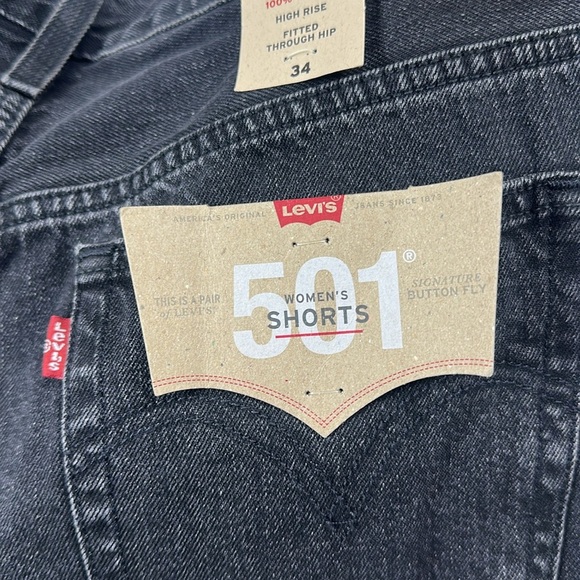 100%
HIGH RISE
FITTED
THROUGH HIP
34
AMERICA'S ORIGINAL
Levi's®
JEANS SINCE 1873
501®
WOMEN'S
SHORTS
THIS IS A PAIR
of LEVI'S®
SIGNATURE
BUTTON FLY
LEVI'S
®